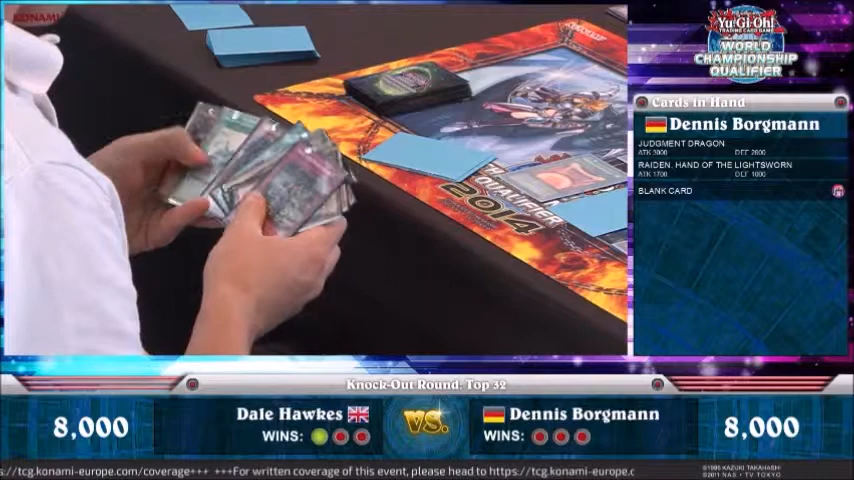 KONAMI
Yu-Gi-Oh!
TRADING CARD GAME
WORLD
CHAMPIONSHIP
QUALIFIER
Cards in Hand
Dennis Borgmann
JUDGMENT DRAGON
ATK 3000 DEF 2600
RAIDEN, HAND OF THE LIGHTSWORN
ATK 1700 DEF 1000
BLANK CARD
QUALIFIER
2014
Knock-Out Round: Top 32
8,000
Dale Hawkes
WINS:
VS.
Dennis Borgmann
WINS:
8,000
s://tcg.konami-europe.com/coverage+++ +++For written coverage of this event, please head to https://tcg.konami-europe.c
©1996 KAZUKI TAKAHASHI
©2011 NAS • TV TOKYO